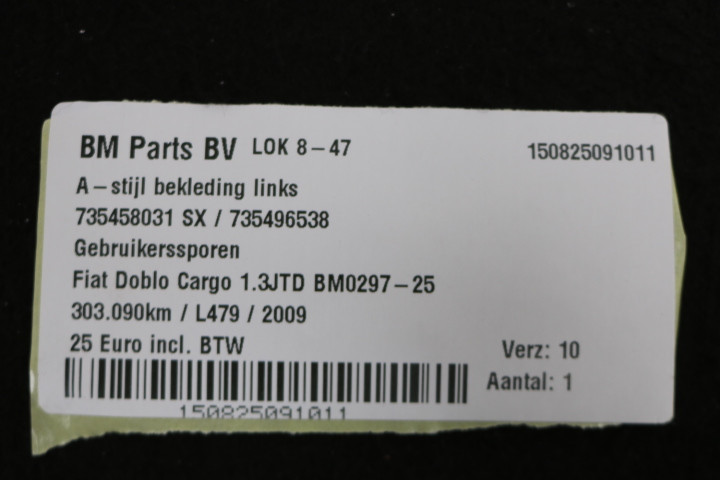 BM Parts BV LOK 8-47 150825091011
A-stijl bekleding links
735458031 SX / 735496538
Gebruikerssporen
Fiat Doblo Cargo 1.3JTD BM0297-25
303.090km / L479 / 2009
25 Euro incl. BTW
Verz: 10
Aantal: 1
150825091011